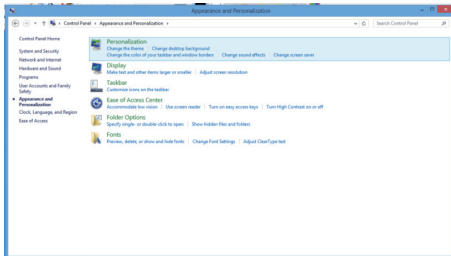 Appearance and Personalization
Control Panel Appearance and Personalization
Search Control Panel
Control Panel Home
System and Security
Network and Internet
Hardware and Sound
Programs
User Accounts and Family
Safety
Appearance and
Personalization
Clock, Language, and Region
Ease of Access
Personalization
Change the theme Change desktop background
Change the color of your taskbar and window borders Change sound effects Change screen saver
Display
Make text and other items larger or smaller Adjust screen resolution
Taskbar
Customize icons on the taskbar
Ease of Access Center
Accommodate low vision Use screen reader Turn on easy access keys Turn High Contrast on or off
Folder Options
Specify single- or double-click to open Show hidden files and folders
Fonts
Preview, delete, or show and hide fonts Change Font Settings Adjust ClearType text